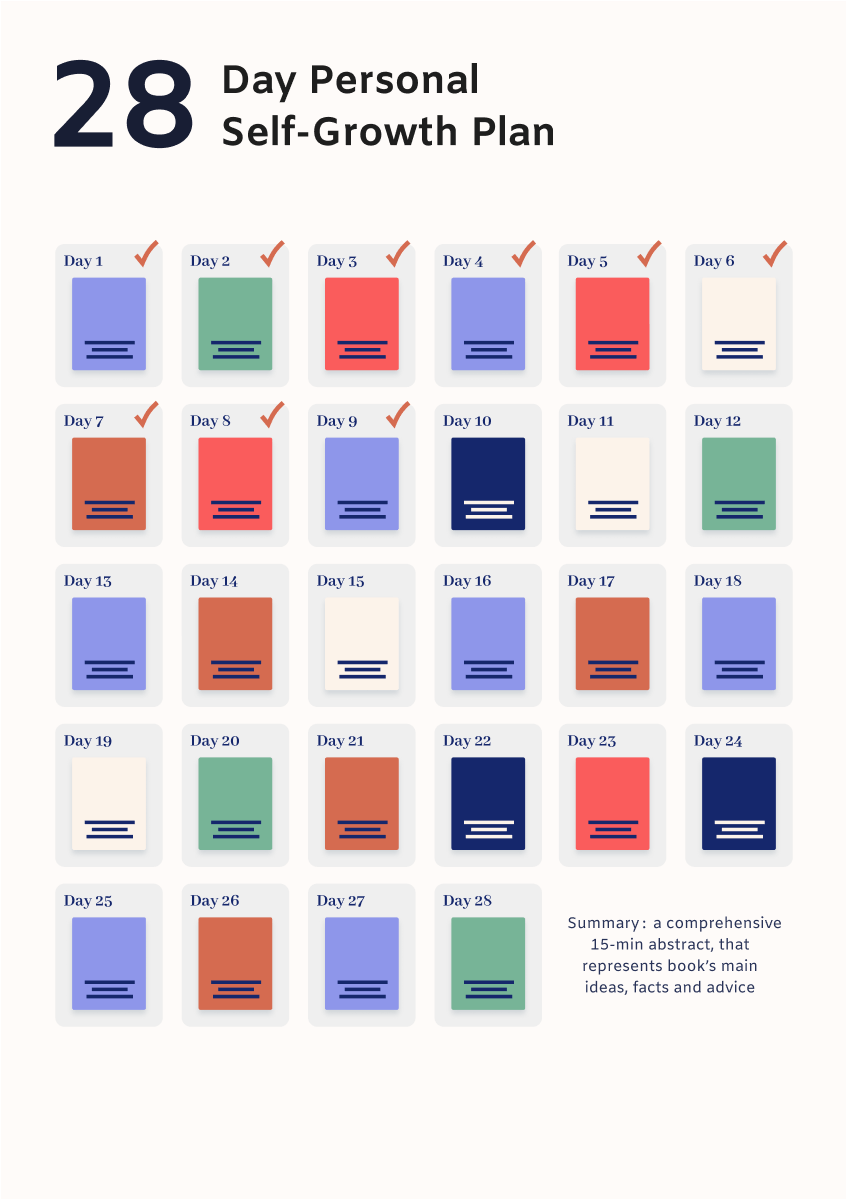 28
Day Personal
Self-Growth Plan
Day 1
Day 2
Day 3
Day 4
Day 5
Day 6
Day 7
Day 8
Day 9
Day 10
Day 11
Day 12
Day 13
Day 14
Day 15
Day 16
Day 17
Day 18
Day 19
Day 20
Day 21
Day 22
Day 23
Day 24
Day 25
Day 26
Day 27
Day 28
Summary: a comprehensive
15-min abstract, that
represents book’s main
ideas, facts and advice